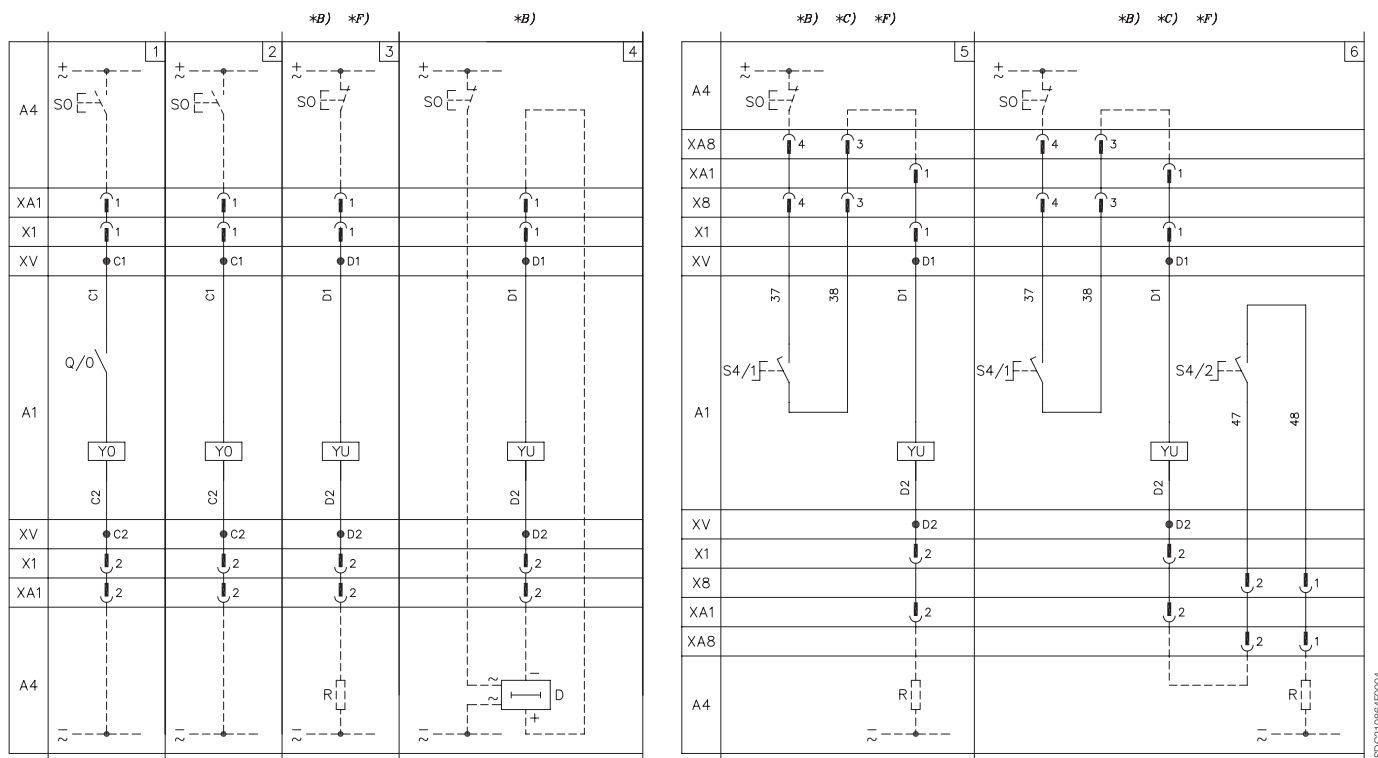 *B) *F) *B)
1 2 3 4
A4
+ ~ + ~ + ~ + ~
SO SO SO SO
XA1 1 1 1 1
X1 1 1 1 1
XV C1 C1 D1 D1
C1 C1 D1 D1
Q/0
A1
YO YO YU YU
C2 C2 D2 D2
XV C2 C2 D2 D2
X1 2 2 2 2
XA1 2 2 2 2
A4
R ~ ~ − + D
− ~ − ~ − ~ − ~
*B) *C) *F) *B) *C) *F)
5 6
A4
+ ~ + ~
SO SO
XA8 4 3 4 3
XA1 1 1
X8 4 3 4 3
X1 1 1
XV D1 D1
37 38 D1 37 38 D1
S4/1 S4/1 S4/2
A1
47 48
YU YU
D2 D2
XV D2 D2
X1 2 2
X8 2 1
XA1 2 2
XA8 2 1
A4
R R
− ~ − ~